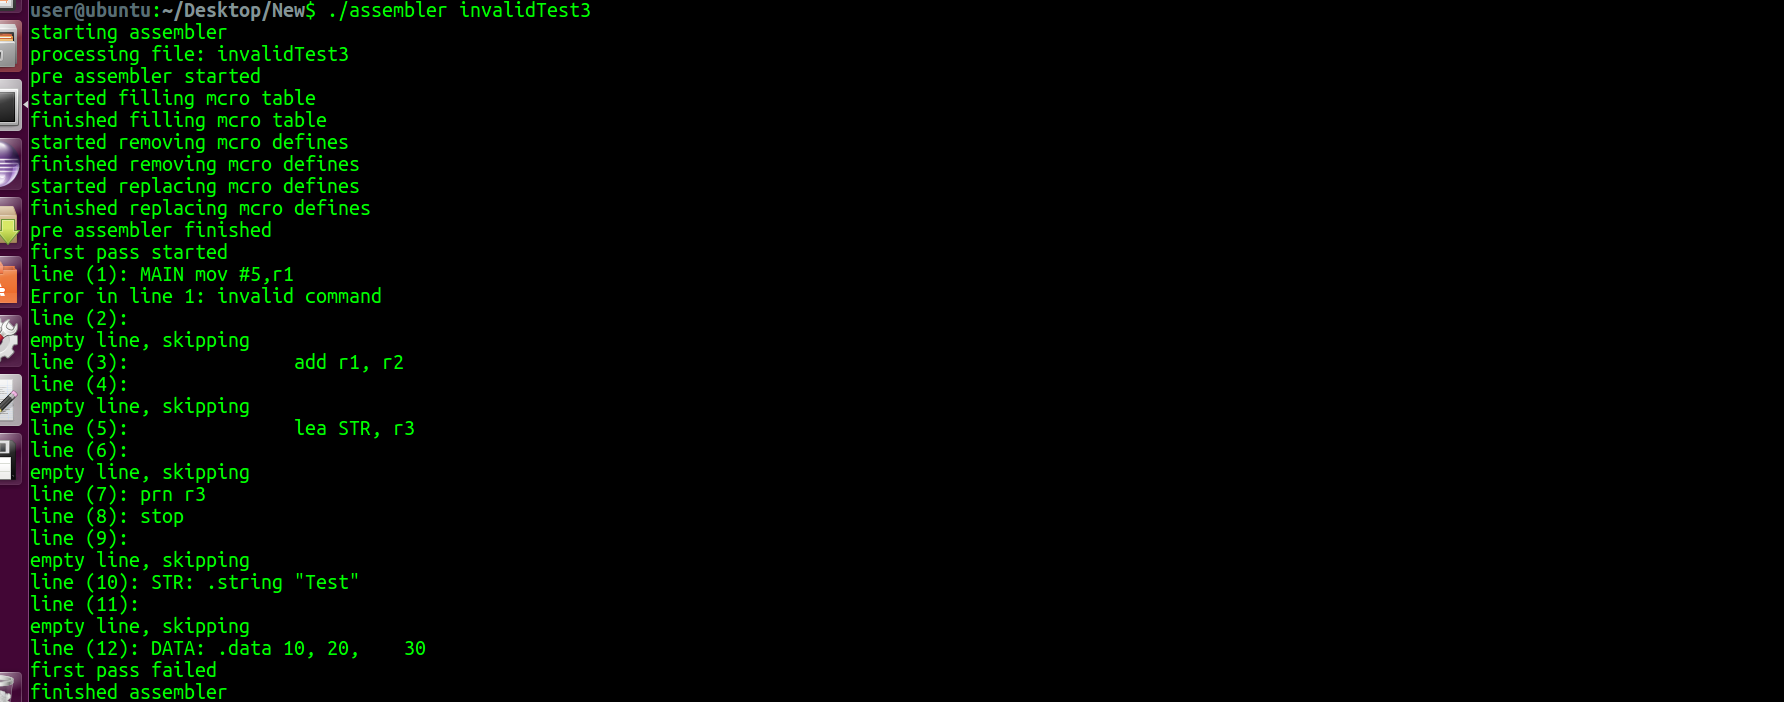 user@ubuntu:~/Desktop/New$ ./assembler invalidTest3
starting assembler
processing file: invalidTest3
pre assembler started
started filling mcro table
finished filling mcro table
started removing mcro defines
finished removing mcro defines
started replacing mcro defines
finished replacing mcro defines
pre assembler finished
first pass started
line (1): MAIN mov #5,r1
Error in line 1: invalid command
line (2):
empty line, skipping
line (3):               add r1, r2
line (4):
empty line, skipping
line (5):               lea STR, r3
line (6):
empty line, skipping
line (7): prn r3
line (8): stop
line (9):
empty line, skipping
line (10): STR: .string "Test"
line (11):
empty line, skipping
line (12): DATA: .data 10, 20,    30
first pass failed
finished assembler